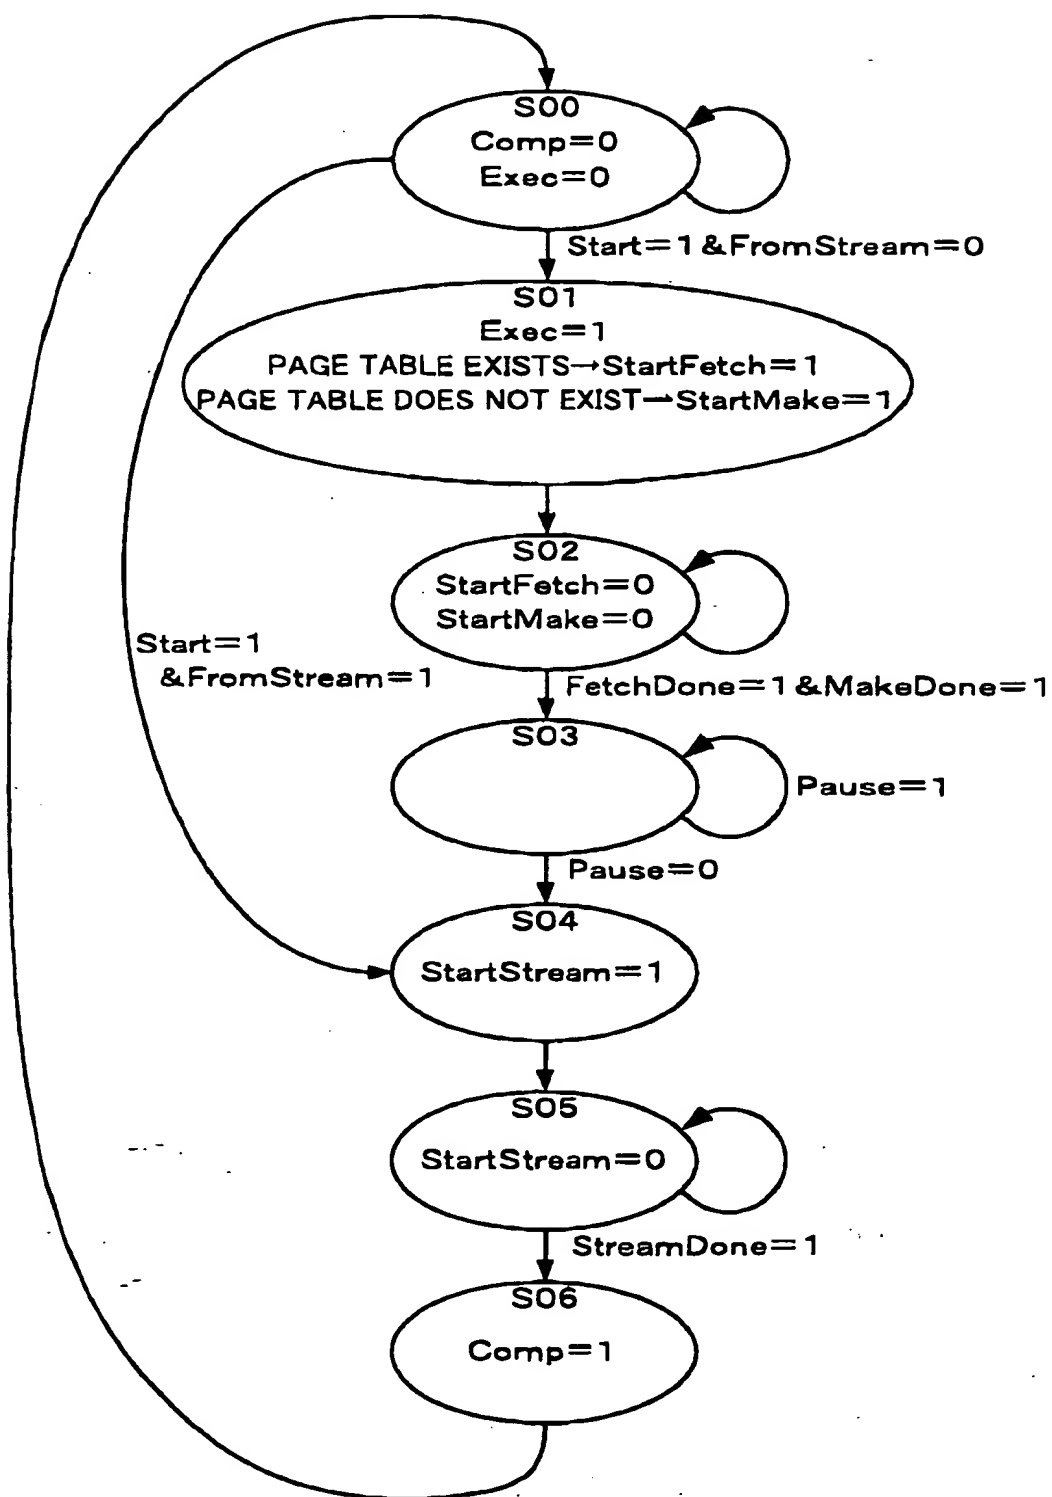 S00
Comp=0
Exec=0
Start=1 &FromStream=0
S01
Exec=1
PAGE TABLE EXISTS→StartFetch=1
PAGE TABLE DOES NOT EXIST→StartMake=1
S02
StartFetch=0
StartMake=0
Start=1
&FromStream=1
FetchDone=1 &MakeDone=1
S03
Pause=1
Pause=0
S04
StartStream=1
S05
StartStream=0
StreamDone=1
S06
Comp=1